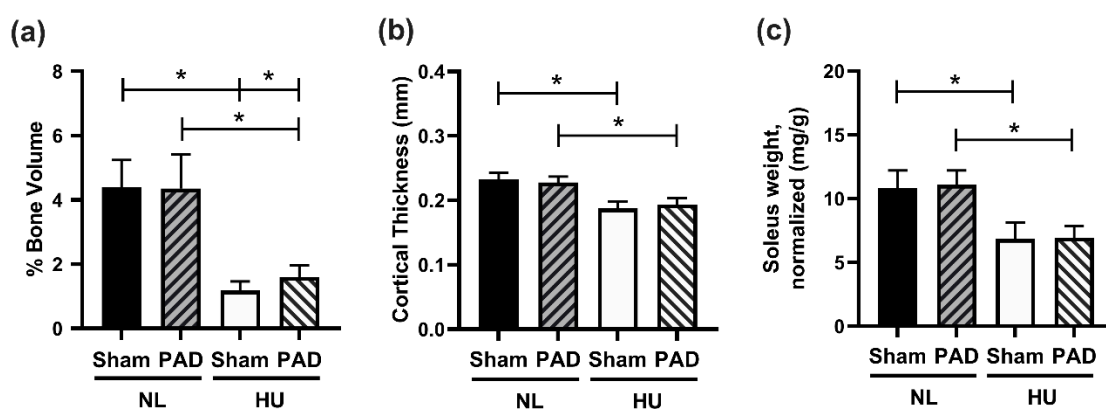 (a)
% Bone Volume
8
6
4
2
0
* *
*
Sham PAD Sham PAD
NL HU
(b)
Cortical Thickness (mm)
0.4
0.3
0.2
0.1
0.0
*
*
Sham PAD Sham PAD
NL HU
(c)
Soleus weight,
normalized (mg/g)
20
15
10
5
0
*
*
Sham PAD Sham PAD
NL HU